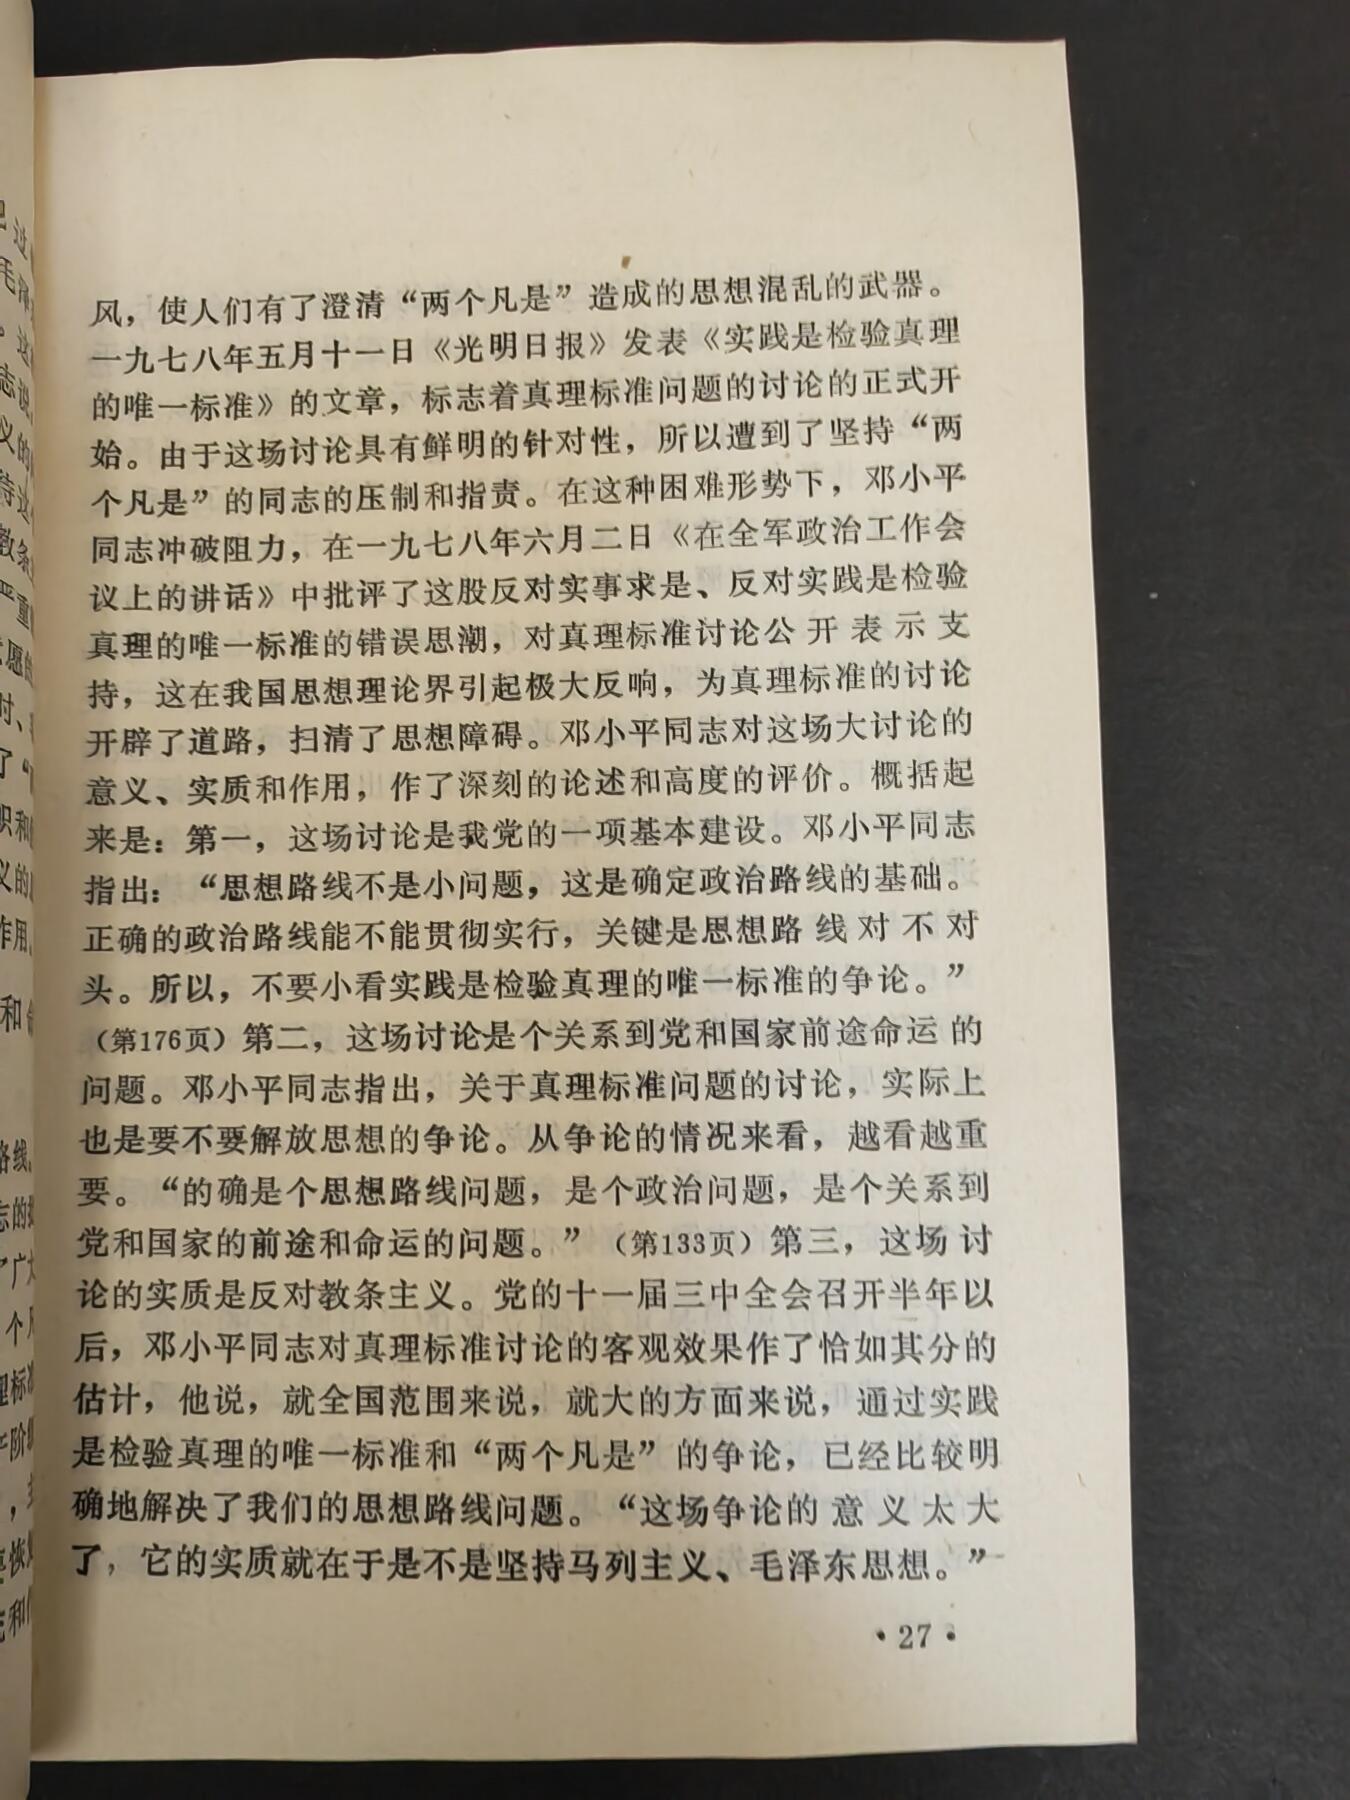 风，使人们有了澄清“两个凡是”造成的思想混乱的武器。
一九七八年五月十一日《光明日报》发表《实践是检验真理
的唯一标准》的文章，标志着真理标准问题的讨论的正式开
始。由于这场讨论具有鲜明的针对性，所以遭到了坚持“两
个凡是”的同志的压制和指责。在这种困难形势下，邓小平
同志冲破阻力，在一九七八年六月二日《在全军政治工作会
议上的讲话》中批评了这股反对实事求是、反对实践是检验
真理的唯一标准的错误思潮，对真理标准讨论公开表示支
持，这在我国思想理论界引起极大反响，为真理标准的讨论
开辟了道路，扫清了思想障碍。邓小平同志对这场大讨论的
意义、实质和作用，作了深刻的论述和高度的评价。概括起
来是：第一，这场讨论是我党的一项基本建设。邓小平同志
指出：“思想路线不是小问题，这是确定政治路线的基础。
正确的政治路线能不能贯彻实行，关键是思想路线对不对
头。所以，不要小看实践是检验真理的唯一标准的争论。”
（第176页）第二，这场讨论是个关系到党和国家前途命运的
问题。邓小平同志指出，关于真理标准问题的讨论，实际上
也是要不要解放思想的争论。从争论的情况来看，越看越重
要。“的确是个思想路线问题，是个政治问题，是个关系到
党和国家的前途和命运的问题。”（第133页）第三，这场讨
论的实质是反对教条主义。党的十一届三中全会召开半年以
后，邓小平同志对真理标准讨论的客观效果作了恰如其分的
估计，他说，就全国范围来说，就大的方面来说，通过实践
是检验真理的唯一标准和“两个凡是”的争论，已经比较明
确地解决了我们的思想路线问题。“这场争论的意义太大
了，它的实质就在于是不是坚持马列主义、毛泽东思想。”
·27·